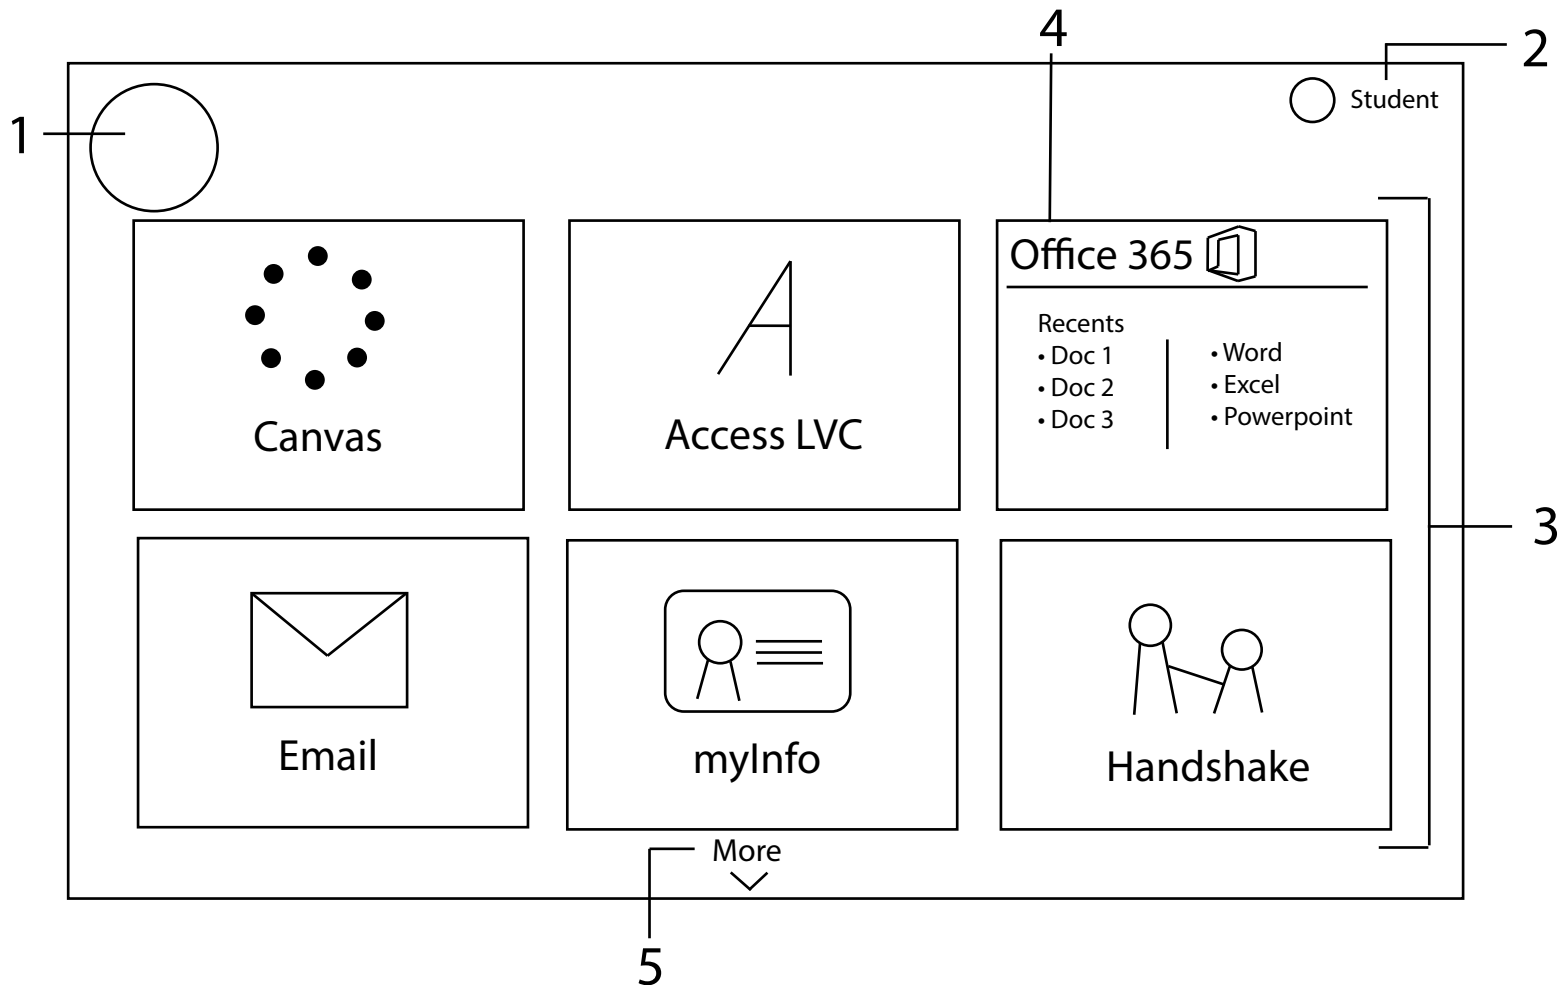 4
2
Student
1
Office 365
Recents
• Doc 1
• Doc 2
• Doc 3
• Word
• Excel
• Powerpoint
Canvas
Access LVC
3
Email
myInfo
Handshake
More
5